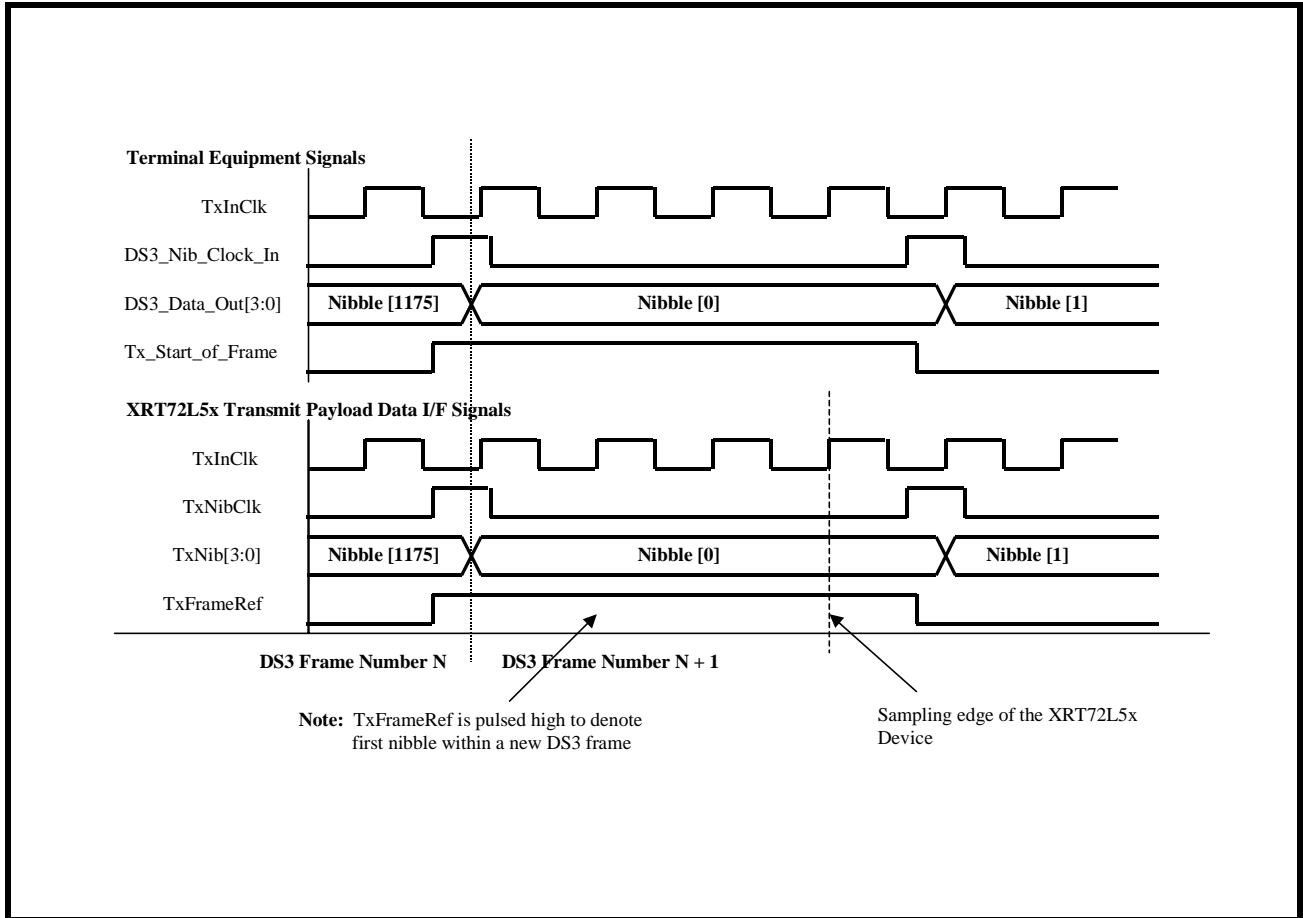 Terminal Equipment Signals
TxInClk
DS3_Nib_Clock_In
DS3_Data_Out[3:0]
Nibble [1175]
Nibble [0]
Nibble [1]
Tx_Start_of_Frame
XRT72L5x Transmit Payload Data I/F Signals
TxInClk
TxNibClk
TxNib[3:0]
Nibble [1175]
Nibble [0]
Nibble [1]
TxFrameRef
DS3 Frame Number N
DS3 Frame Number N + 1
Note: TxFrameRef is pulsed high to denote
first nibble within a new DS3 frame
Sampling edge of the XRT72L5x
Device